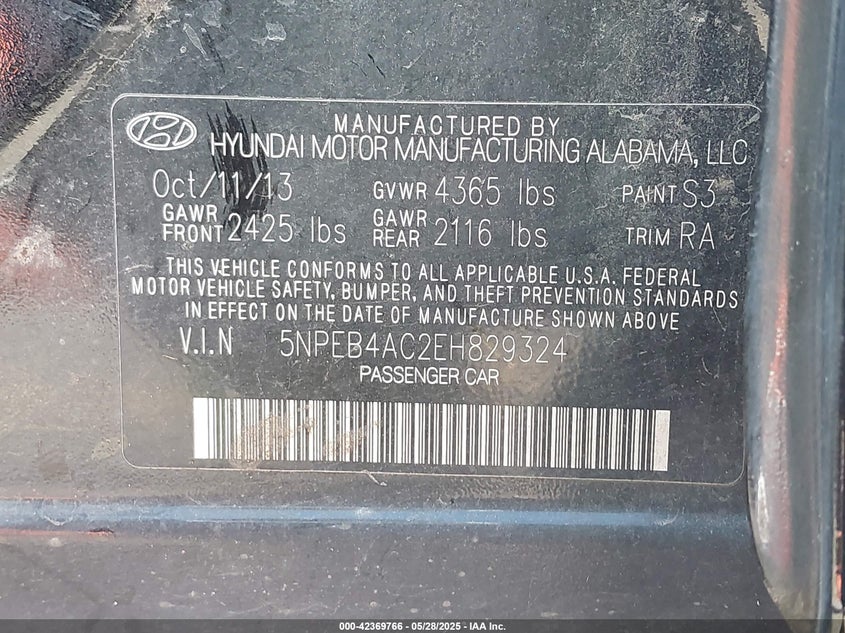 MANUFACTURED BY
HYUNDAI MOTOR MANUFACTURING ALABAMA, LLC
Oct/11/13 GVWR 4365 lbs PAINT S3
GAWR FRONT 2425 lbs GAWR REAR 2116 lbs TRIM RA
THIS VEHICLE CONFORMS TO ALL APPLICABLE U.S.A. FEDERAL
MOTOR VEHICLE SAFETY, BUMPER, AND THEFT PREVENTION STANDARDS
IN EFFECT ON THE DATE OF MANUFACTURE SHOWN ABOVE
V.I.N 5NPEB4AC2EH829324
PASSENGER CAR
000-42369766 — 05/28/2025 — IAA Inc.